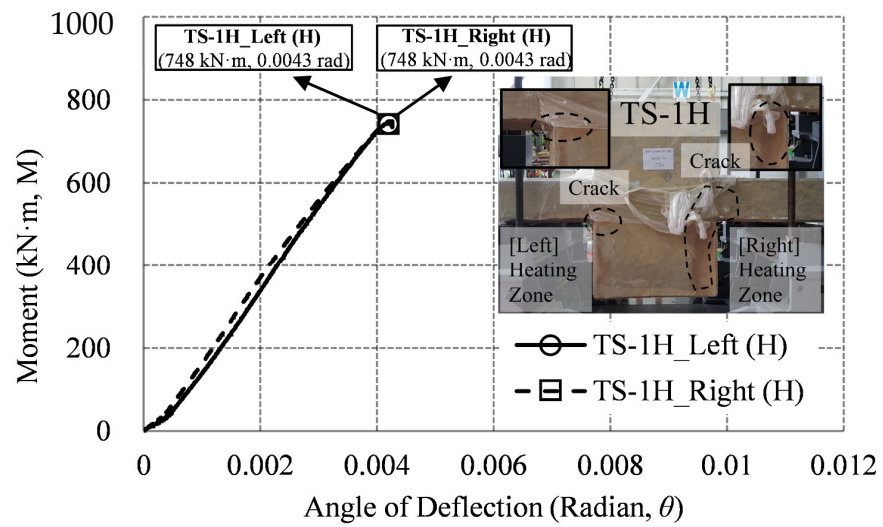 1000
800
600
400
200
0
Moment (kN·m, M)
TS-1H_Left (H)
(748 kN·m, 0.0043 rad)
TS-1H_Right (H)
(748 kN·m, 0.0043 rad)
W
TS-1H
Crack
Crack
[Left]
Heating
Zone
[Right]
Heating
Zone
TS-1H_Left (H)
TS-1H_Right (H)
0
0.002
0.004
0.006
0.008
0.01
0.012
Angle of Deflection (Radian, θ)